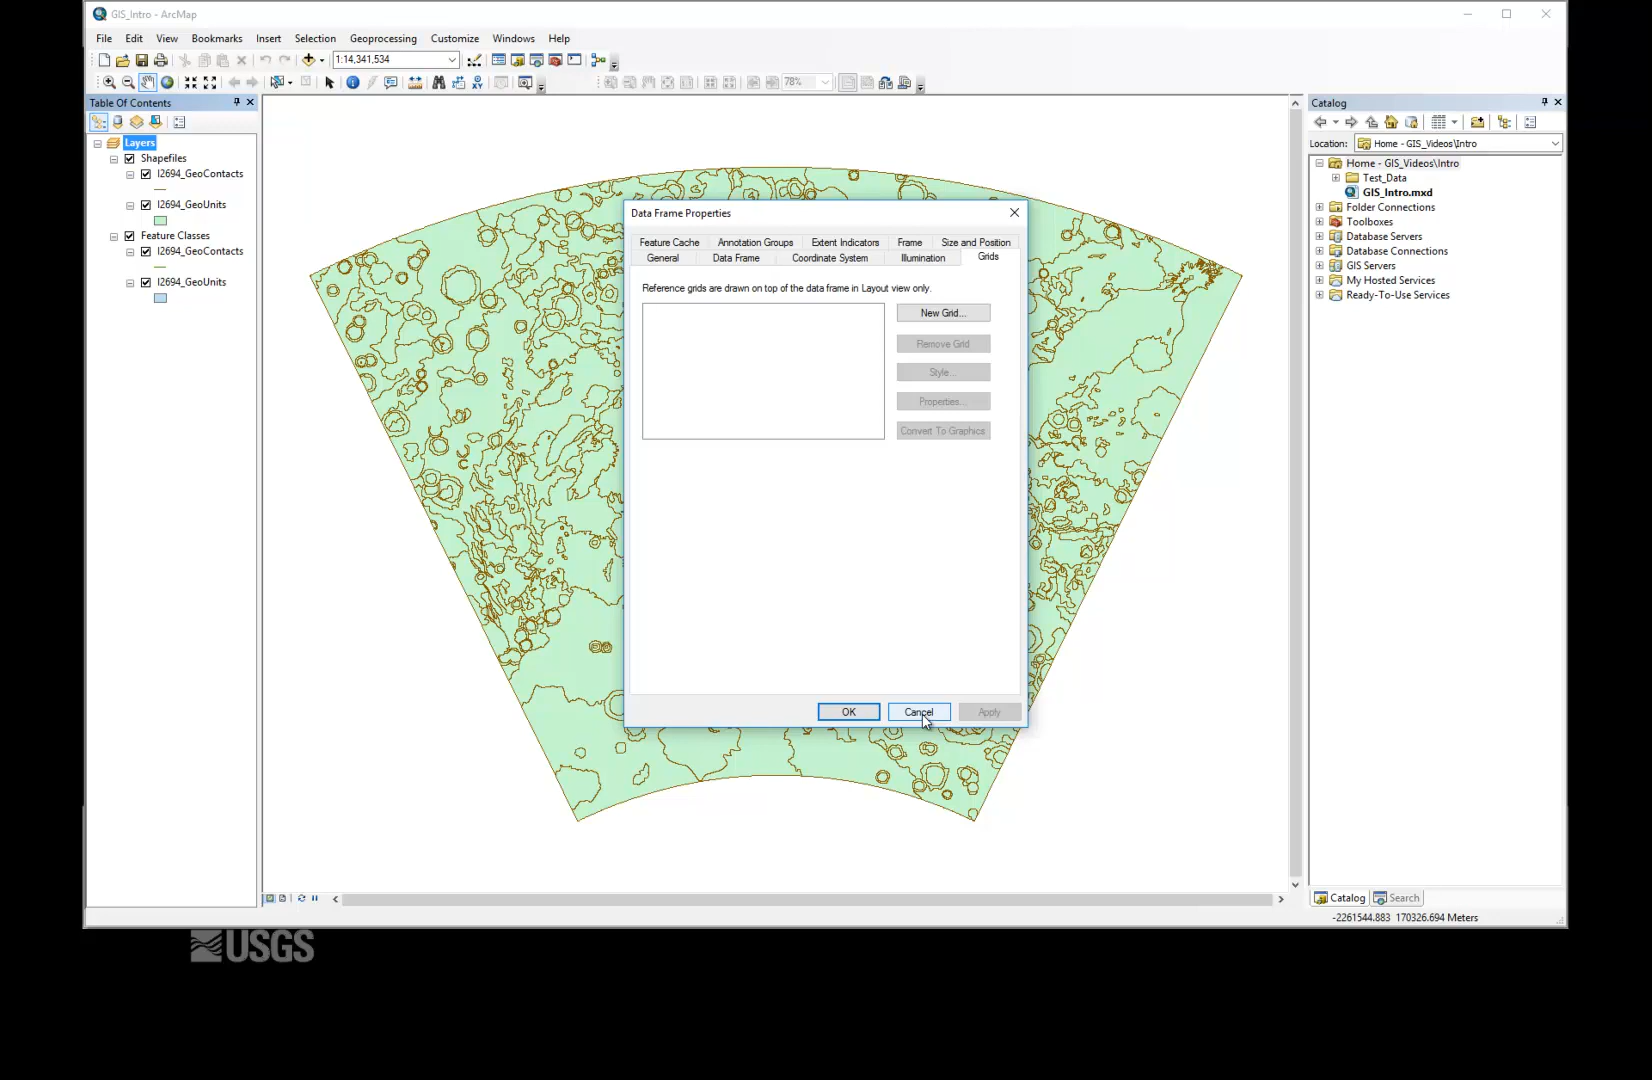 GIS_Intro - ArcMap
File Edit View Bookmarks Insert Selection Geoprocessing Customize Windows Help
1:14,341,534
78%
Table Of Contents
Layers
Shapefiles
I2694_GeoContacts
I2694_GeoUnits
Feature Classes
I2694_GeoContacts
I2694_GeoUnits
Data Frame Properties
Feature Cache Annotation Groups Extent Indicators Frame Size and Position
General Data Frame Coordinate System Illumination Grids
Reference grids are drawn on top of the data frame in Layout view only.
New Grid...
Remove Grid
Style...
Properties...
Convert To Graphics
OK Cancel Apply
Catalog
Location: Home - GIS_Videos\Intro
Home - GIS_Videos\Intro
Test_Data
GIS_Intro.mxd
Folder Connections
Toolboxes
Database Servers
Database Connections
GIS Servers
My Hosted Services
Ready-To-Use Services
Catalog Search
-2261544.883 170326.694 Meters
USGS